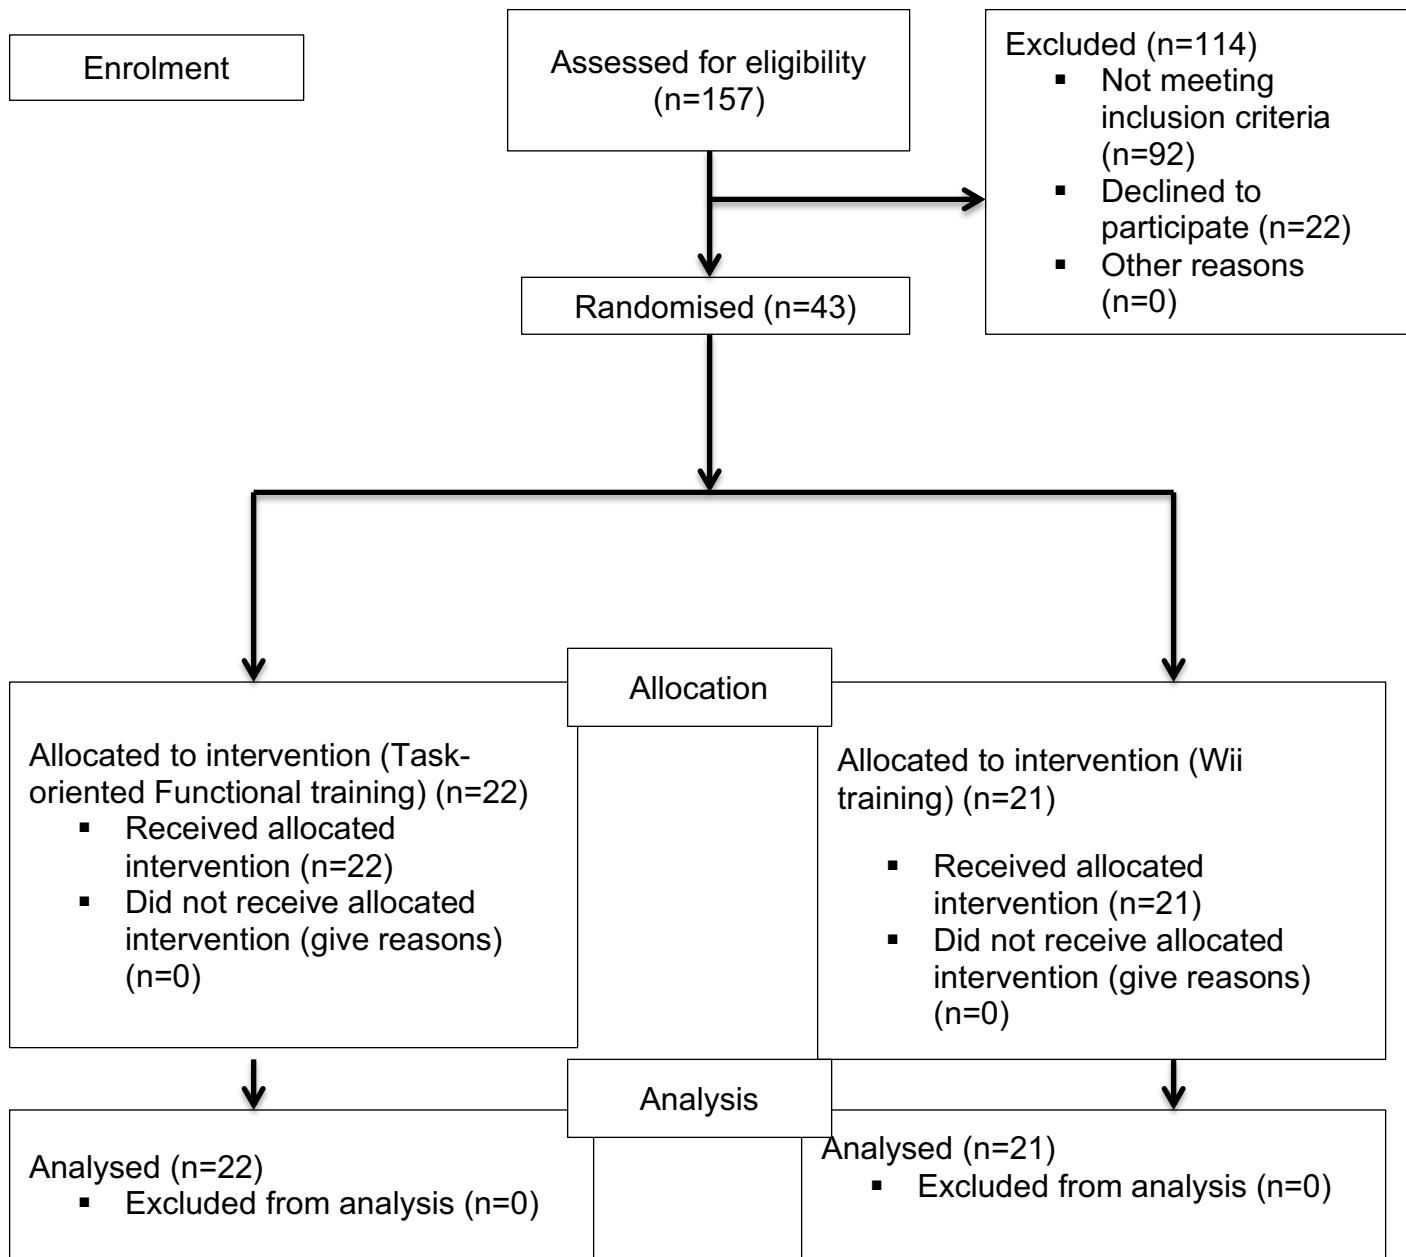 Enrolment
Assessed for eligibility
(n=157)
Excluded (n=114)
▪ Not meeting
inclusion criteria
(n=92)
▪ Declined to
participate (n=22)
▪ Other reasons
(n=0)
Randomised (n=43)
Allocation
Allocated to intervention (Task-
oriented Functional training) (n=22)
▪ Received allocated
intervention (n=22)
▪ Did not receive allocated
intervention (give reasons)
(n=0)
Allocated to intervention (Wii
training) (n=21)
▪ Received allocated
intervention (n=21)
▪ Did not receive allocated
intervention (give reasons)
(n=0)
Analysis
Analysed (n=22)
▪ Excluded from analysis (n=0)
Analysed (n=21)
▪ Excluded from analysis (n=0)